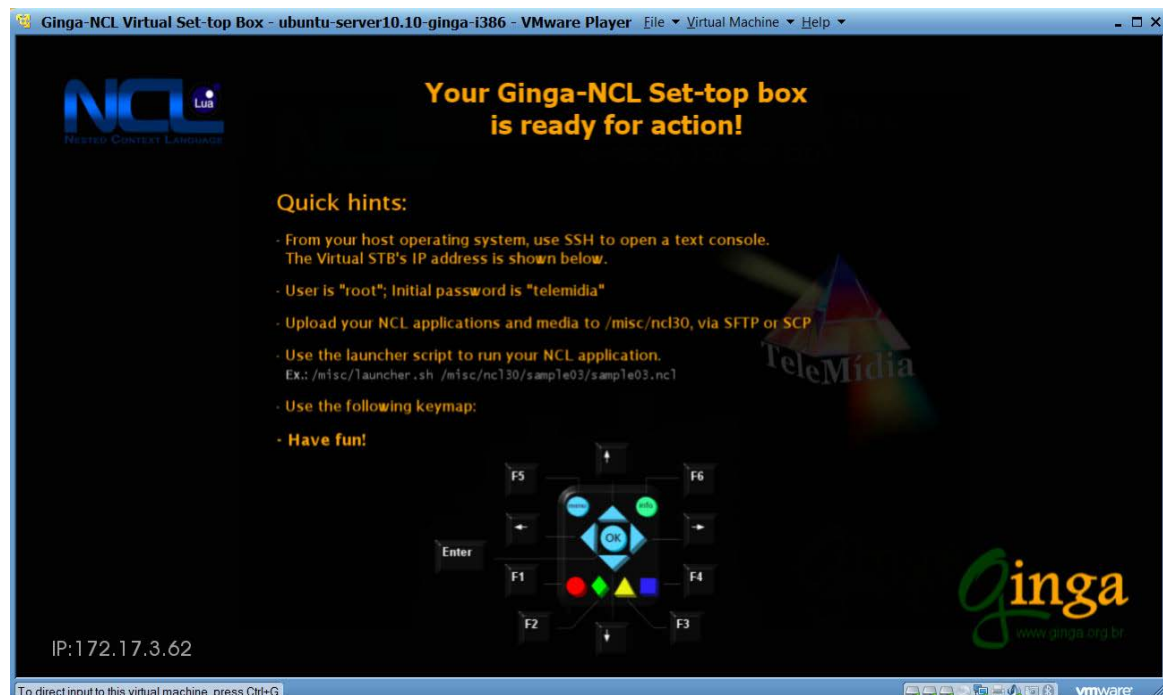 Ginga-NCL Virtual Set-top Box - ubuntu-server10.10-ginga-i386 - VMware Player File Virtual Machine Help
NCL
Lua
NESTED CONTEXT LANGUAGE
Your Ginga-NCL Set-top box
is ready for action!
Quick hints:
· From your host operating system, use SSH to open a text console.
The Virtual STB's IP address is shown below.
· User is "root"; Initial password is "telemidia"
· Upload your NCL applications and media to /misc/ncl30, via SFTP or SCP
· Use the launcher script to run your NCL application.
Ex.: /misc/launcher.sh /misc/ncl30/sample03/sample03.ncl
· Use the following keymap:
· Have fun!
TeleMídia
F5
F6
menu
info
OK
Enter
F1
F4
F2
F3
Ginga
www.ginga.org.br
IP:172.17.3.62
To direct input to this virtual machine, press Ctrl+G.
vmware